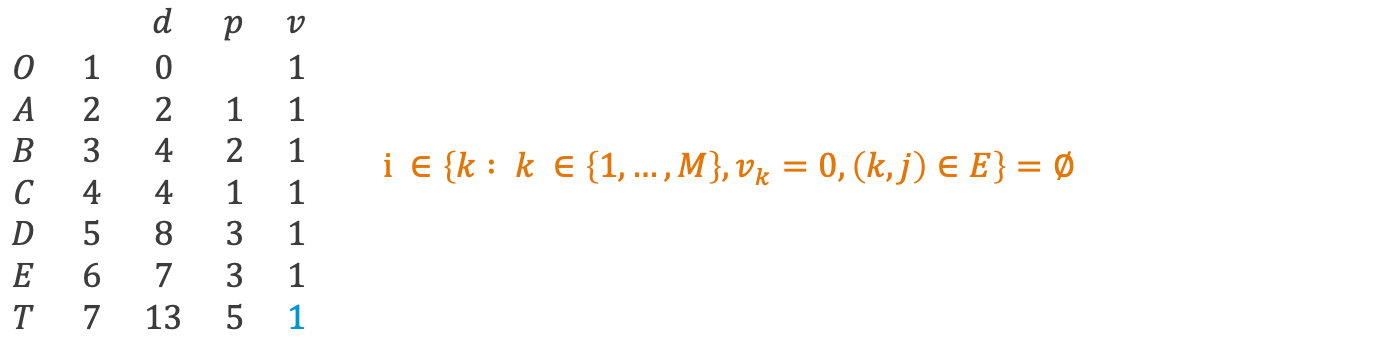 d p v
O 1 0 1
A 2 2 1 1
B 3 4 2 1
C 4 4 1 1
D 5 8 3 1
E 6 7 3 1
T 7 13 5 1
i ∈ {k : k ∈ {1, … , M}, vₖ = 0, (k, j) ∈ E} = ∅